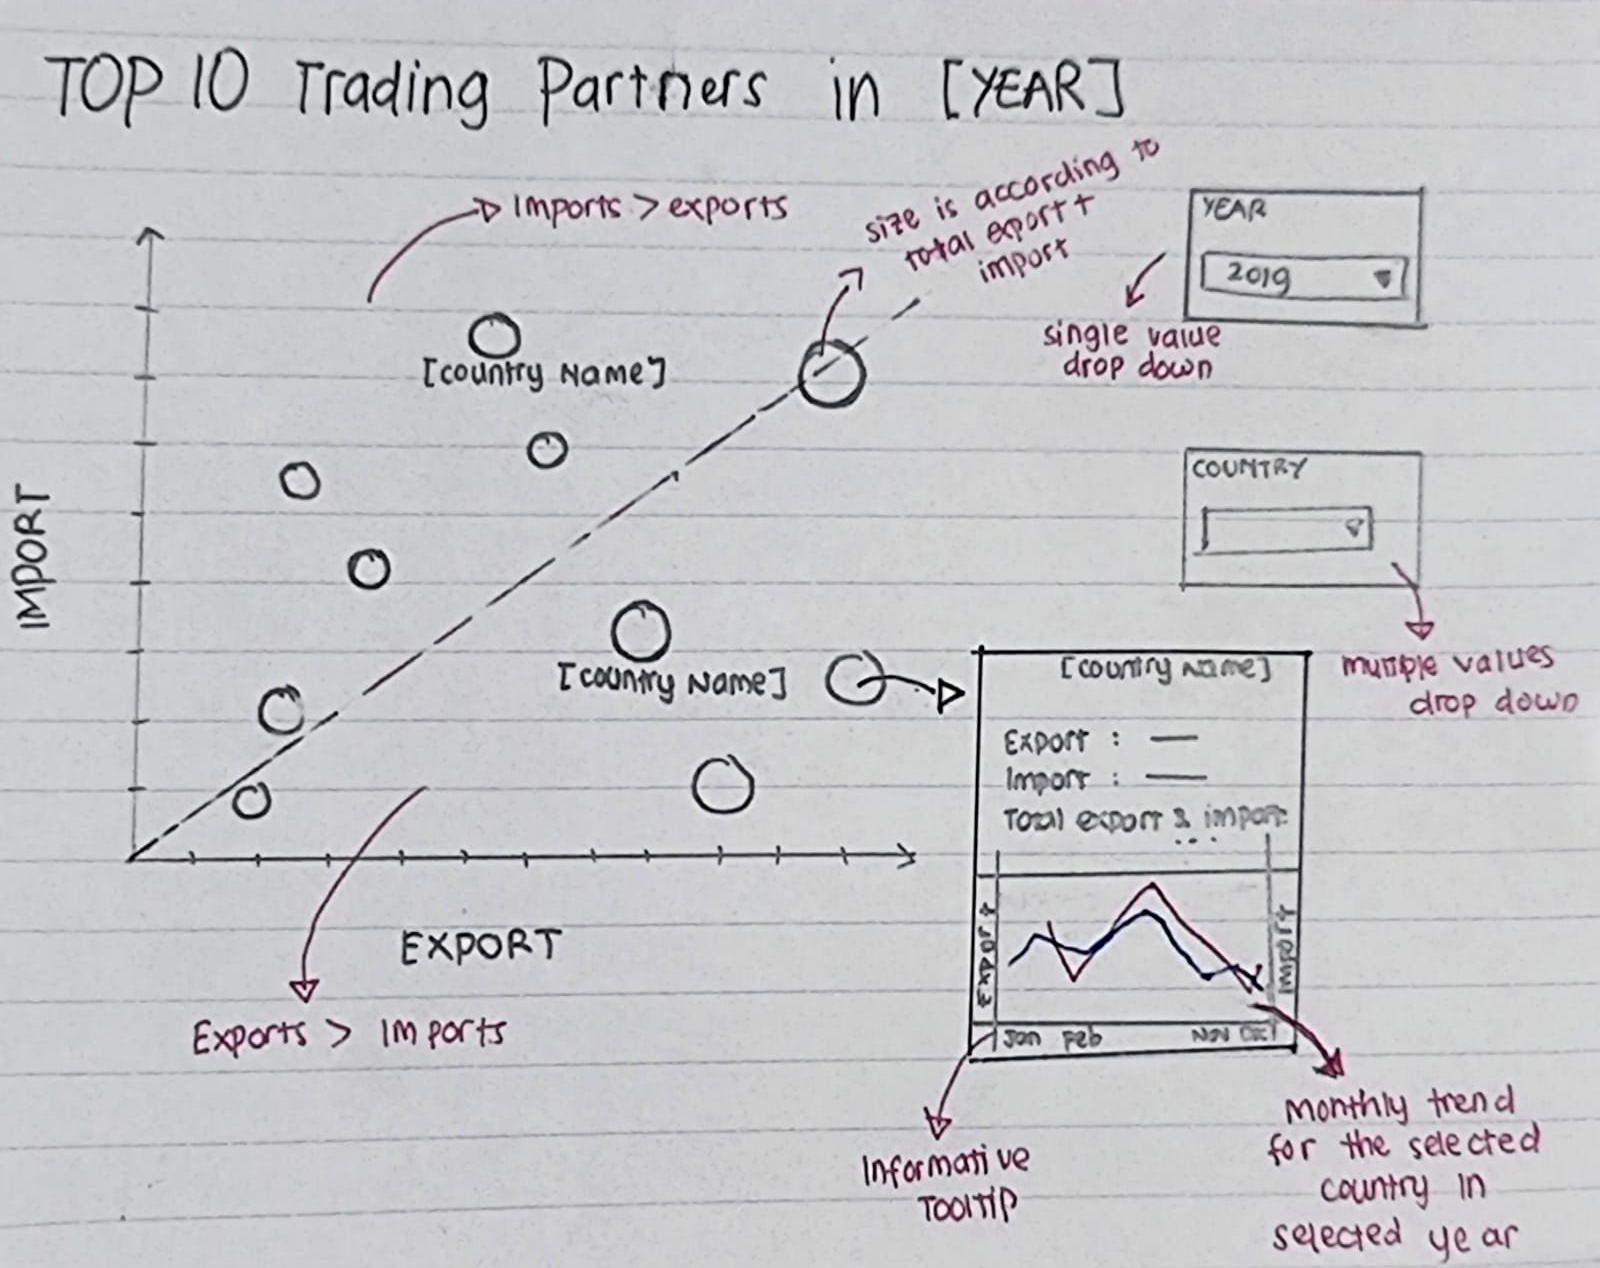 TOP 10 Trading Partners in [YEAR]
Imports > exports
size is according to
total export +
import
YEAR
2019
single value
drop down
[country Name]
COUNTRY
multiple values
drop down
IMPORT
[country Name]
[country Name]
Export :
Import :
Total export & import:
...
EXPORT
IMPORT
Jan Feb Nov Dec
EXPORT
Exports > Imports
Informative
Tooltip
Monthly trend
for the selected
country in
selected year